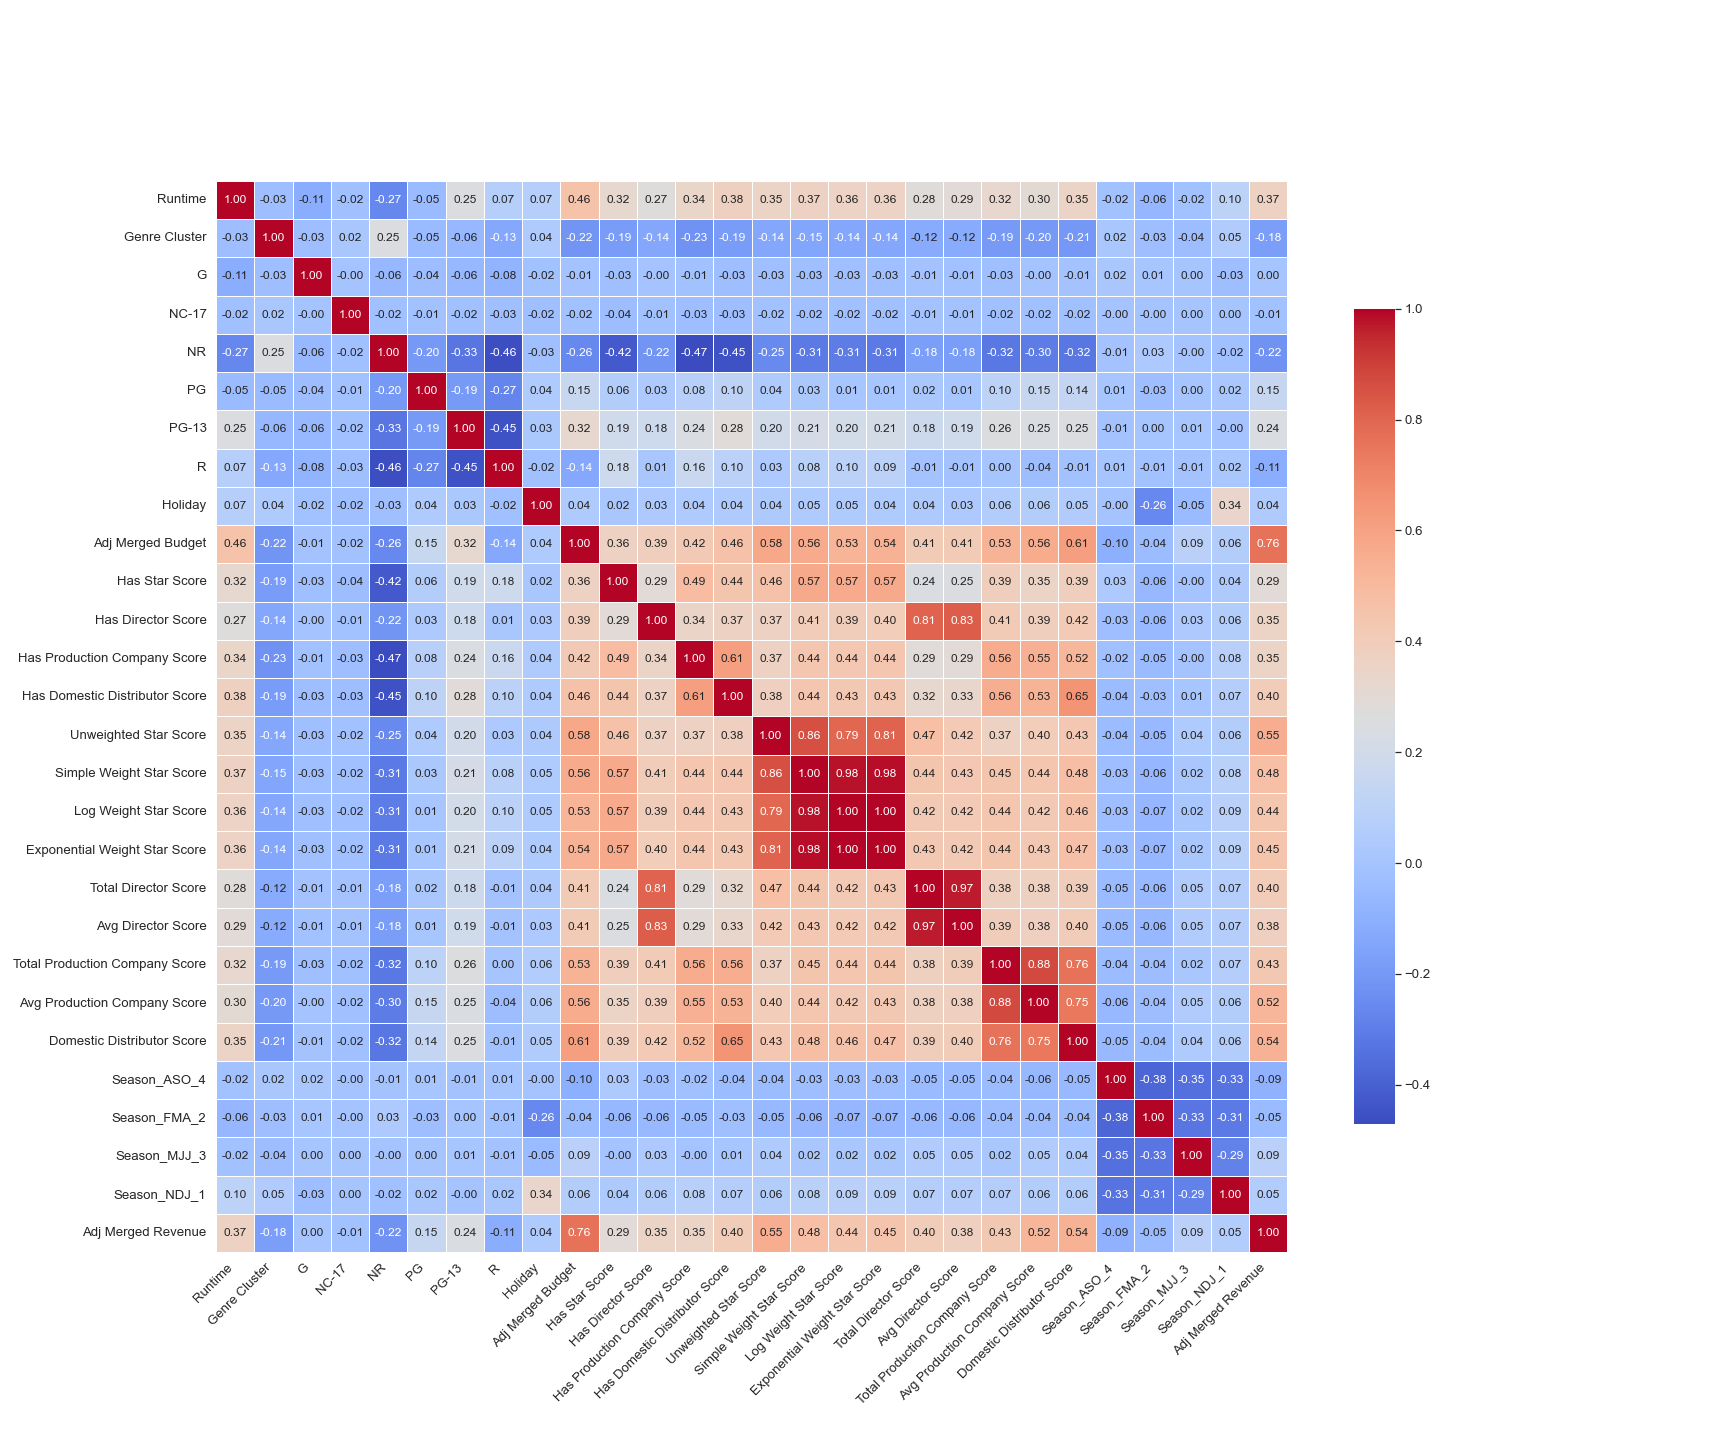 Runtime 1.00 -0.03 -0.11 -0.02 -0.27 -0.05 0.25 0.07 0.07 0.46 0.32 0.27 0.34 0.38 0.35 0.37 0.36 0.36 0.28 0.29 0.32 0.30 0.35 -0.02 -0.06 -0.02 0.10 0.37
Genre Cluster -0.03 1.00 -0.03 0.02 0.25 -0.05 -0.06 -0.13 0.04 -0.22 -0.19 -0.14 -0.23 -0.19 -0.14 -0.15 -0.14 -0.14 -0.12 -0.12 -0.19 -0.20 -0.21 0.02 -0.03 -0.04 0.05 -0.18
G -0.11 -0.03 1.00 -0.00 -0.06 -0.04 -0.06 -0.08 -0.02 -0.01 -0.03 -0.00 -0.01 -0.03 -0.03 -0.03 -0.03 -0.03 -0.01 -0.01 -0.03 -0.00 -0.01 0.02 0.01 0.00 -0.03 0.00
NC-17 -0.02 0.02 -0.00 1.00 -0.02 -0.01 -0.02 -0.03 -0.02 -0.02 -0.04 -0.01 -0.03 -0.03 -0.02 -0.02 -0.02 -0.02 -0.01 -0.01 -0.02 -0.02 -0.02 -0.00 -0.00 0.00 0.00 -0.01
NR -0.27 0.25 -0.06 -0.02 1.00 -0.20 -0.33 -0.46 -0.03 -0.26 -0.42 -0.22 -0.47 -0.45 -0.25 -0.31 -0.31 -0.31 -0.18 -0.18 -0.32 -0.30 -0.32 -0.01 0.03 -0.00 -0.02 -0.22
PG -0.05 -0.05 -0.04 -0.01 -0.20 1.00 -0.19 -0.27 0.04 0.15 0.06 0.03 0.08 0.10 0.04 0.03 0.01 0.01 0.02 0.01 0.10 0.15 0.14 0.01 -0.03 0.00 0.02 0.15
PG-13 0.25 -0.06 -0.06 -0.02 -0.33 -0.19 1.00 -0.45 0.03 0.32 0.19 0.18 0.24 0.28 0.20 0.21 0.20 0.21 0.18 0.19 0.26 0.25 0.25 -0.01 0.00 0.01 -0.00 0.24
R 0.07 -0.13 -0.08 -0.03 -0.46 -0.27 -0.45 1.00 -0.02 -0.14 0.18 0.01 0.16 0.10 0.03 0.08 0.10 0.09 -0.01 -0.01 0.00 -0.04 -0.01 0.01 -0.01 -0.01 0.02 -0.11
Holiday 0.07 0.04 -0.02 -0.02 -0.03 0.04 0.03 -0.02 1.00 0.04 0.02 0.03 0.04 0.04 0.04 0.05 0.05 0.04 0.04 0.03 0.06 0.06 0.05 -0.00 -0.26 -0.05 0.34 0.04
Adj Merged Budget 0.46 -0.22 -0.01 -0.02 -0.26 0.15 0.32 -0.14 0.04 1.00 0.36 0.39 0.42 0.46 0.58 0.56 0.53 0.54 0.41 0.41 0.53 0.56 0.61 -0.10 -0.04 0.09 0.06 0.76
Has Star Score 0.32 -0.19 -0.03 -0.04 -0.42 0.06 0.19 0.18 0.02 0.36 1.00 0.29 0.49 0.44 0.46 0.57 0.57 0.57 0.24 0.25 0.39 0.35 0.39 0.03 -0.06 -0.00 0.04 0.29
Has Director Score 0.27 -0.14 -0.00 -0.01 -0.22 0.03 0.18 0.01 0.03 0.39 0.29 1.00 0.34 0.37 0.37 0.41 0.39 0.40 0.81 0.83 0.41 0.39 0.42 -0.03 -0.06 0.03 0.06 0.35
Has Production Company Score 0.34 -0.23 -0.01 -0.03 -0.47 0.08 0.24 0.16 0.04 0.42 0.49 0.34 1.00 0.61 0.37 0.44 0.44 0.44 0.29 0.29 0.56 0.55 0.52 -0.02 -0.05 -0.00 0.08 0.35
Has Domestic Distributor Score 0.38 -0.19 -0.03 -0.03 -0.45 0.10 0.28 0.10 0.04 0.46 0.44 0.37 0.61 1.00 0.38 0.44 0.43 0.43 0.32 0.33 0.56 0.53 0.65 -0.04 -0.03 0.01 0.07 0.40
Unweighted Star Score 0.35 -0.14 -0.03 -0.02 -0.25 0.04 0.20 0.03 0.04 0.58 0.46 0.37 0.37 0.38 1.00 0.86 0.79 0.81 0.47 0.42 0.37 0.40 0.43 -0.04 -0.05 0.04 0.06 0.55
Simple Weight Star Score 0.37 -0.15 -0.03 -0.02 -0.31 0.03 0.21 0.08 0.05 0.56 0.57 0.41 0.44 0.44 0.86 1.00 0.98 0.98 0.44 0.43 0.45 0.44 0.48 -0.03 -0.06 0.02 0.08 0.48
Log Weight Star Score 0.36 -0.14 -0.03 -0.02 -0.31 0.01 0.20 0.10 0.05 0.53 0.57 0.39 0.44 0.43 0.79 0.98 1.00 1.00 0.42 0.42 0.44 0.42 0.46 -0.03 -0.07 0.02 0.09 0.44
Exponential Weight Star Score 0.36 -0.14 -0.03 -0.02 -0.31 0.01 0.21 0.09 0.04 0.54 0.57 0.40 0.44 0.43 0.81 0.98 1.00 1.00 0.43 0.42 0.44 0.43 0.47 -0.03 -0.07 0.02 0.09 0.45
Total Director Score 0.28 -0.12 -0.01 -0.01 -0.18 0.02 0.18 -0.01 0.04 0.41 0.24 0.81 0.29 0.32 0.47 0.44 0.42 0.43 1.00 0.97 0.38 0.38 0.39 -0.05 -0.06 0.05 0.07 0.40
Avg Director Score 0.29 -0.12 -0.01 -0.01 -0.18 0.01 0.19 -0.01 0.03 0.41 0.25 0.83 0.29 0.33 0.42 0.43 0.42 0.42 0.97 1.00 0.39 0.38 0.40 -0.05 -0.06 0.05 0.07 0.38
Total Production Company Score 0.32 -0.19 -0.03 -0.02 -0.32 0.10 0.26 0.00 0.06 0.53 0.39 0.41 0.56 0.56 0.37 0.45 0.44 0.44 0.38 0.39 1.00 0.88 0.76 -0.04 -0.04 0.02 0.07 0.43
Avg Production Company Score 0.30 -0.20 -0.00 -0.02 -0.30 0.15 0.25 -0.04 0.06 0.56 0.35 0.39 0.55 0.53 0.40 0.44 0.42 0.43 0.38 0.38 0.88 1.00 0.75 -0.06 -0.04 0.05 0.06 0.52
Domestic Distributor Score 0.35 -0.21 -0.01 -0.02 -0.32 0.14 0.25 -0.01 0.05 0.61 0.39 0.42 0.52 0.65 0.43 0.48 0.46 0.47 0.39 0.40 0.76 0.75 1.00 -0.05 -0.04 0.04 0.06 0.54
Season_ASO_4 -0.02 0.02 0.02 -0.00 -0.01 0.01 -0.01 0.01 -0.00 -0.10 0.03 -0.03 -0.02 -0.04 -0.04 -0.03 -0.03 -0.03 -0.05 -0.05 -0.04 -0.06 -0.05 1.00 -0.38 -0.35 -0.33 -0.09
Season_FMA_2 -0.06 -0.03 0.01 -0.00 0.03 -0.03 0.00 -0.01 -0.26 -0.04 -0.06 -0.06 -0.05 -0.03 -0.05 -0.06 -0.07 -0.07 -0.06 -0.06 -0.04 -0.04 -0.04 -0.38 1.00 -0.33 -0.31 -0.05
Season_MJJ_3 -0.02 -0.04 0.00 0.00 -0.00 0.00 0.01 -0.01 -0.05 0.09 -0.00 0.03 -0.00 0.01 0.04 0.02 0.02 0.02 0.05 0.05 0.02 0.05 0.04 -0.35 -0.33 1.00 -0.29 0.09
Season_NDJ_1 0.10 0.05 -0.03 0.00 -0.02 0.02 -0.00 0.02 0.34 0.06 0.04 0.06 0.08 0.07 0.06 0.08 0.09 0.09 0.07 0.07 0.07 0.06 0.06 -0.33 -0.31 -0.29 1.00 0.05
Adj Merged Revenue 0.37 -0.18 0.00 -0.01 -0.22 0.15 0.24 -0.11 0.04 0.76 0.29 0.35 0.35 0.40 0.55 0.48 0.44 0.45 0.40 0.38 0.43 0.52 0.54 -0.09 -0.05 0.09 0.05 1.00
Runtime
Genre Cluster
G
NC-17
NR
PG
PG-13
R
Holiday
Adj Merged Budget
Has Star Score
Has Director Score
Has Production Company Score
Has Domestic Distributor Score
Unweighted Star Score
Simple Weight Star Score
Log Weight Star Score
Exponential Weight Star Score
Total Director Score
Avg Director Score
Total Production Company Score
Avg Production Company Score
Domestic Distributor Score
Season_ASO_4
Season_FMA_2
Season_MJJ_3
Season_NDJ_1
Adj Merged Revenue
1.0
0.8
0.6
0.4
0.2
0.0
−0.2
−0.4